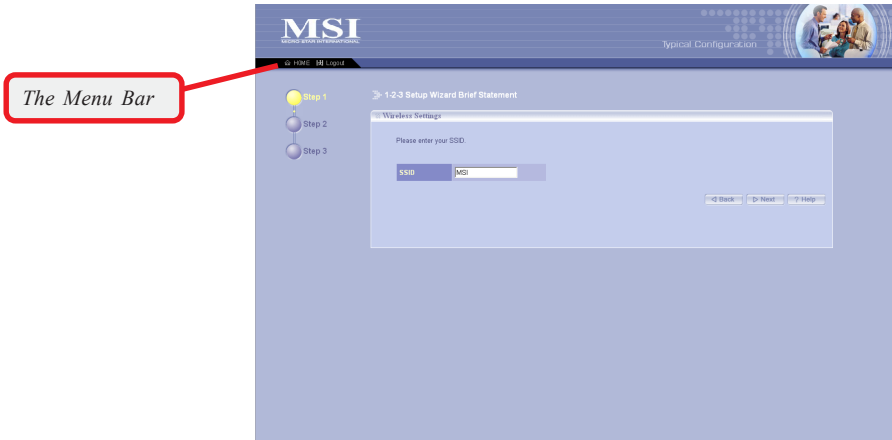 MSI
MICRO STAR INTERNATIONAL
Typical Configuration
HOME Logout
The Menu Bar
Step 1
Step 2
Step 3
1-2-3 Setup Wizard Brief Statement
Wireless Settings
Please enter your SSID.
SSID MSI
Back Next ? Help